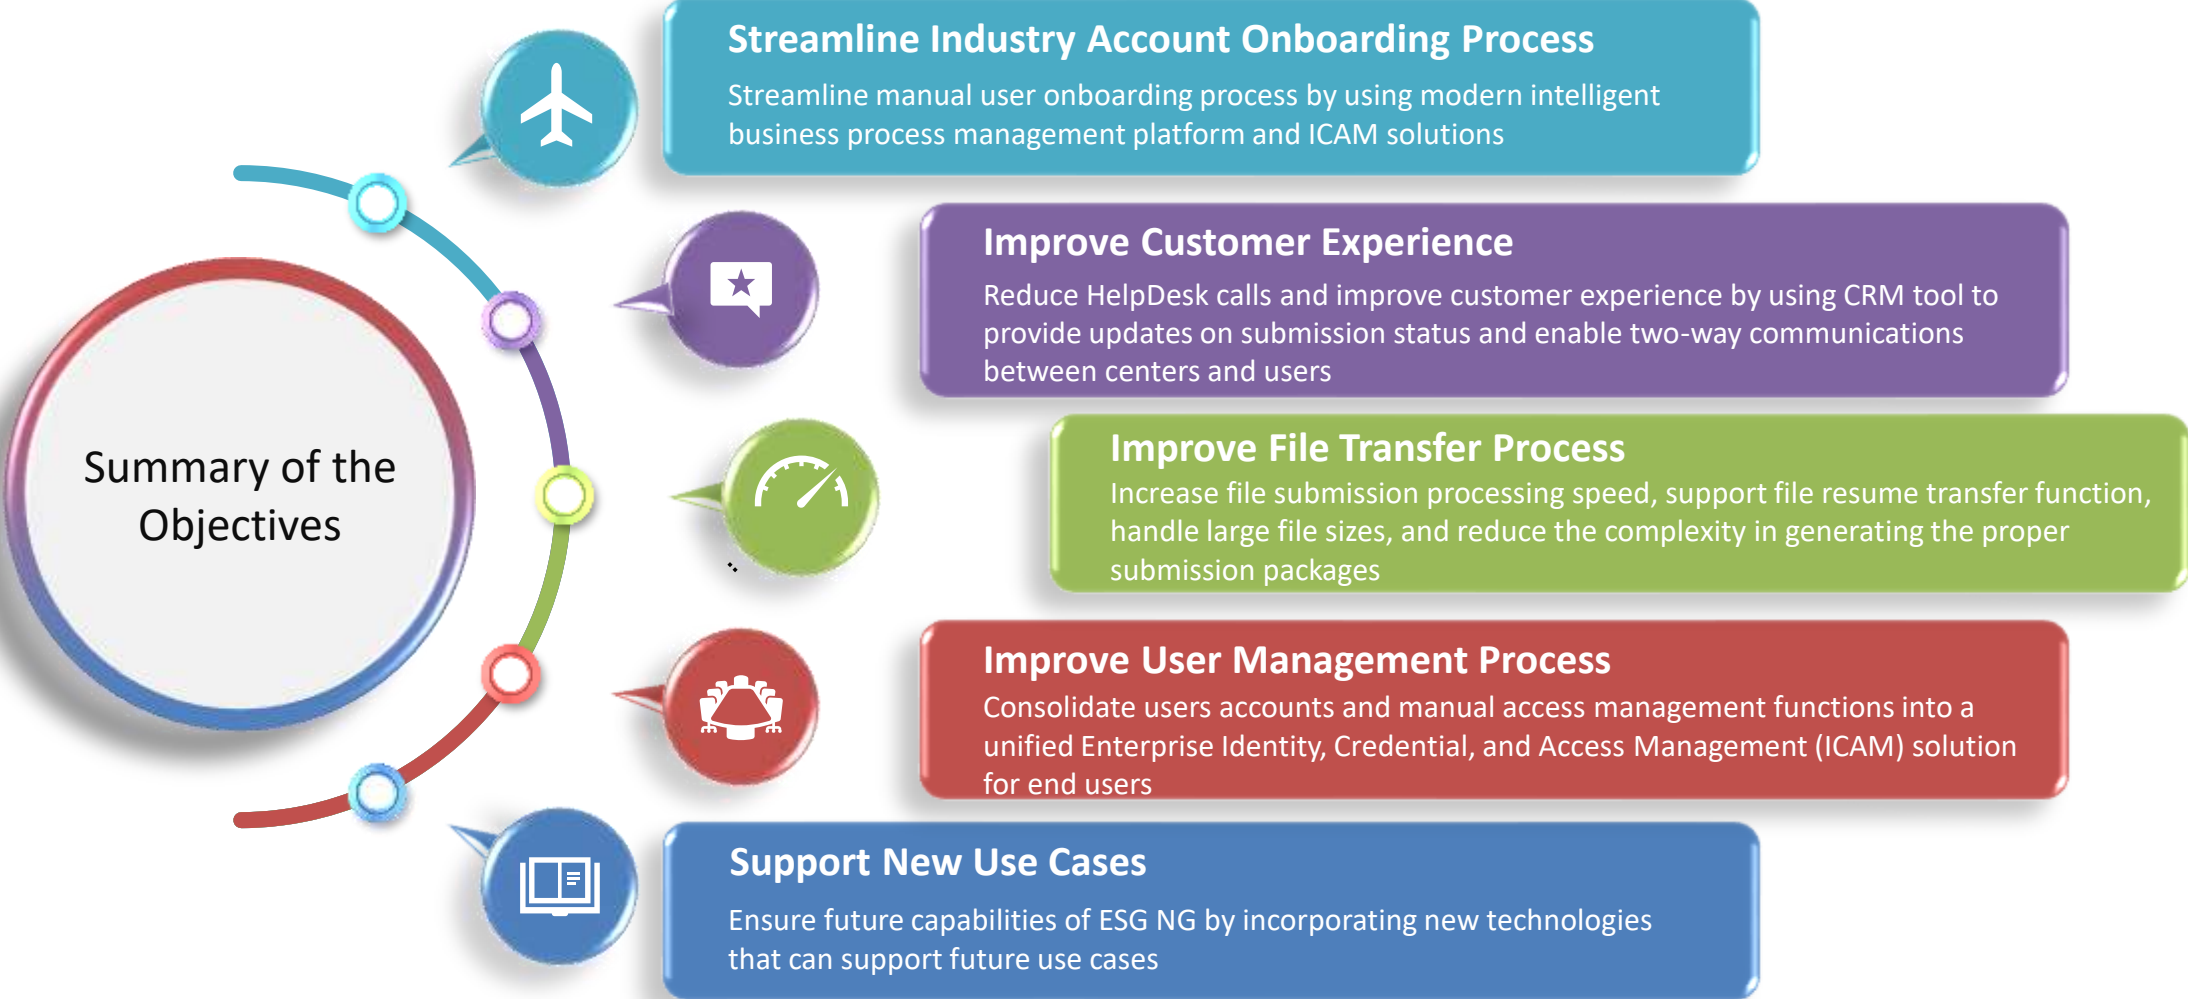 Summary of the
Objectives
Streamline Industry Account Onboarding Process
Streamline manual user onboarding process by using modern intelligent
business process management platform and ICAM solutions
Improve Customer Experience
Reduce HelpDesk calls and improve customer experience by using CRM tool to
provide updates on submission status and enable two-way communications
between centers and users
Improve File Transfer Process
Increase file submission processing speed, support file resume transfer function,
handle large file sizes, and reduce the complexity in generating the proper
submission packages
Improve User Management Process
Consolidate users accounts and manual access management functions into a
unified Enterprise Identity, Credential, and Access Management (ICAM) solution
for end users
Support New Use Cases
Ensure future capabilities of ESG NG by incorporating new technologies
that can support future use cases